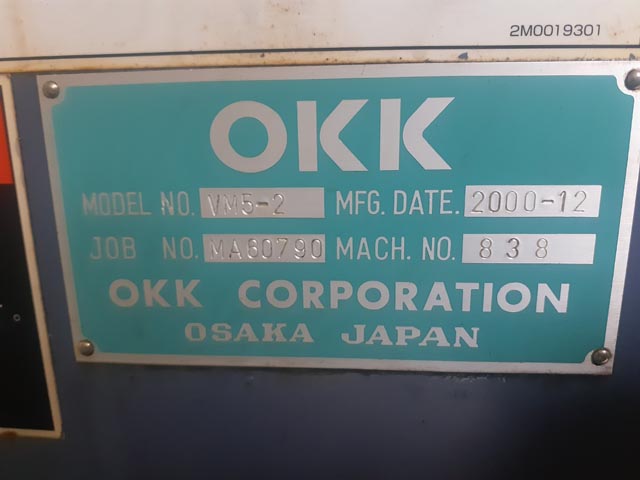 2M0019301
OKK
MODEL NO. VM5-2 MFG. DATE. 2000-12
JOB NO. MA60790 MACH. NO. 838
OKK CORPORATION
OSAKA JAPAN